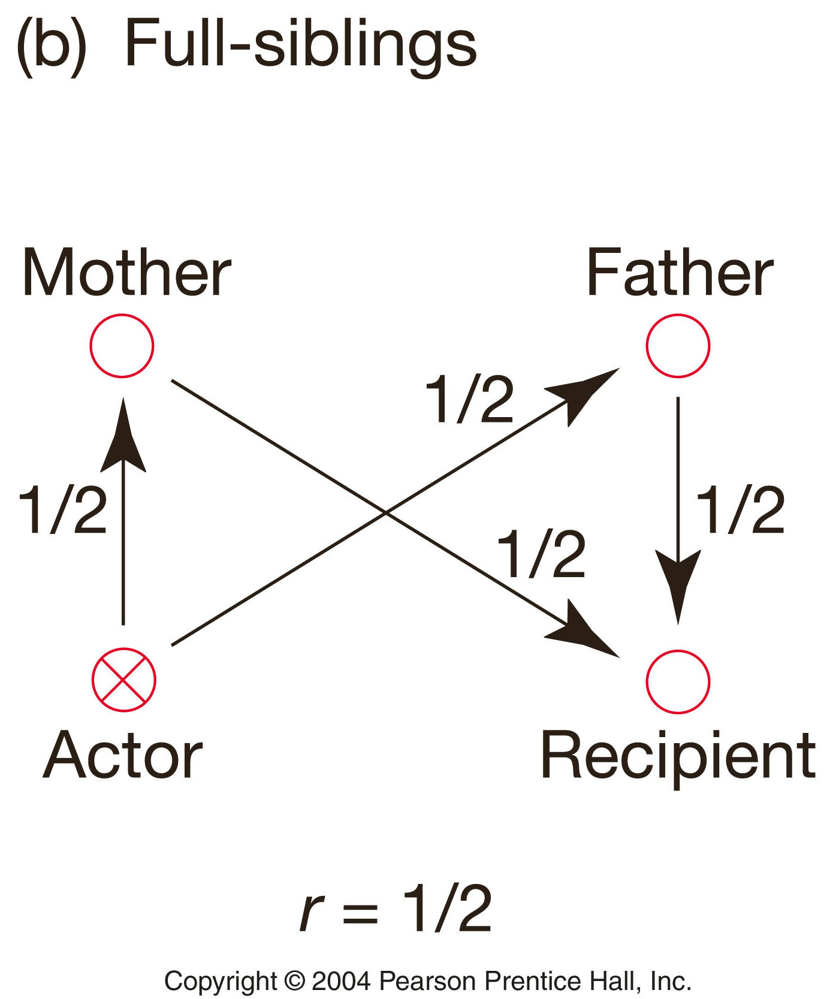 (b) Full-siblings
Mother Father
1/2
1/2 1/2
1/2
Actor Recipient
r = 1/2
Copyright © 2004 Pearson Prentice Hall, Inc.